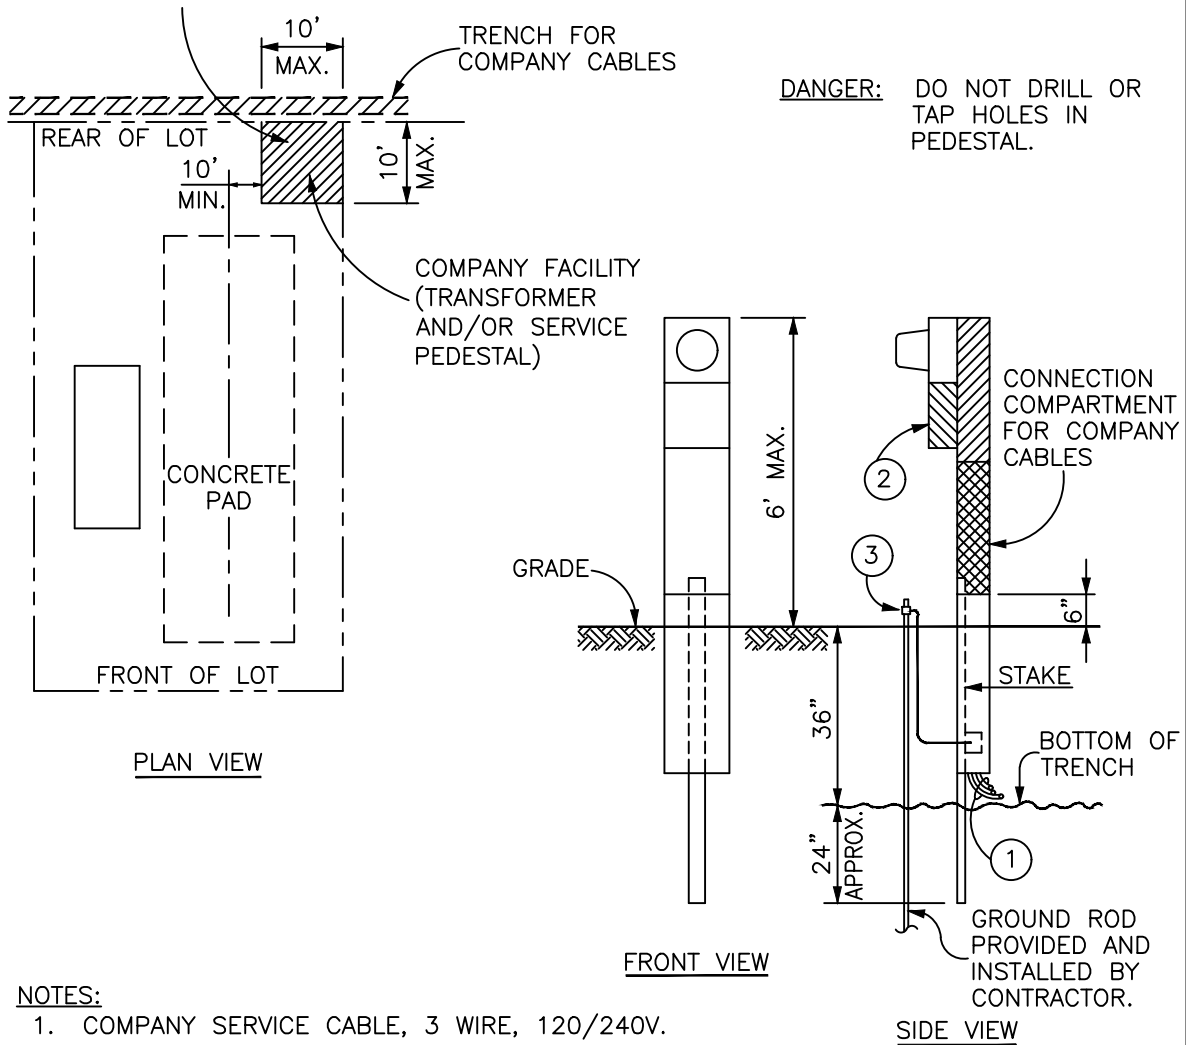 10'
MAX.
TRENCH FOR
COMPANY CABLES
DANGER: DO NOT DRILL OR
TAP HOLES IN
PEDESTAL.
REAR OF LOT
10'
MIN.
10'
MAX.
COMPANY FACILITY
(TRANSFORMER
AND/OR SERVICE
PEDESTAL)
CONCRETE
PAD
FRONT OF LOT
PLAN VIEW
6' MAX.
CONNECTION
COMPARTMENT
FOR COMPANY
CABLES
2
3
GRADE
6"
STAKE
36"
BOTTOM OF
TRENCH
24"
APPROX.
1
GROUND ROD
PROVIDED AND
INSTALLED BY
CONTRACTOR.
FRONT VIEW
SIDE VIEW
NOTES:
1. COMPANY SERVICE CABLE, 3 WIRE, 120/240V.